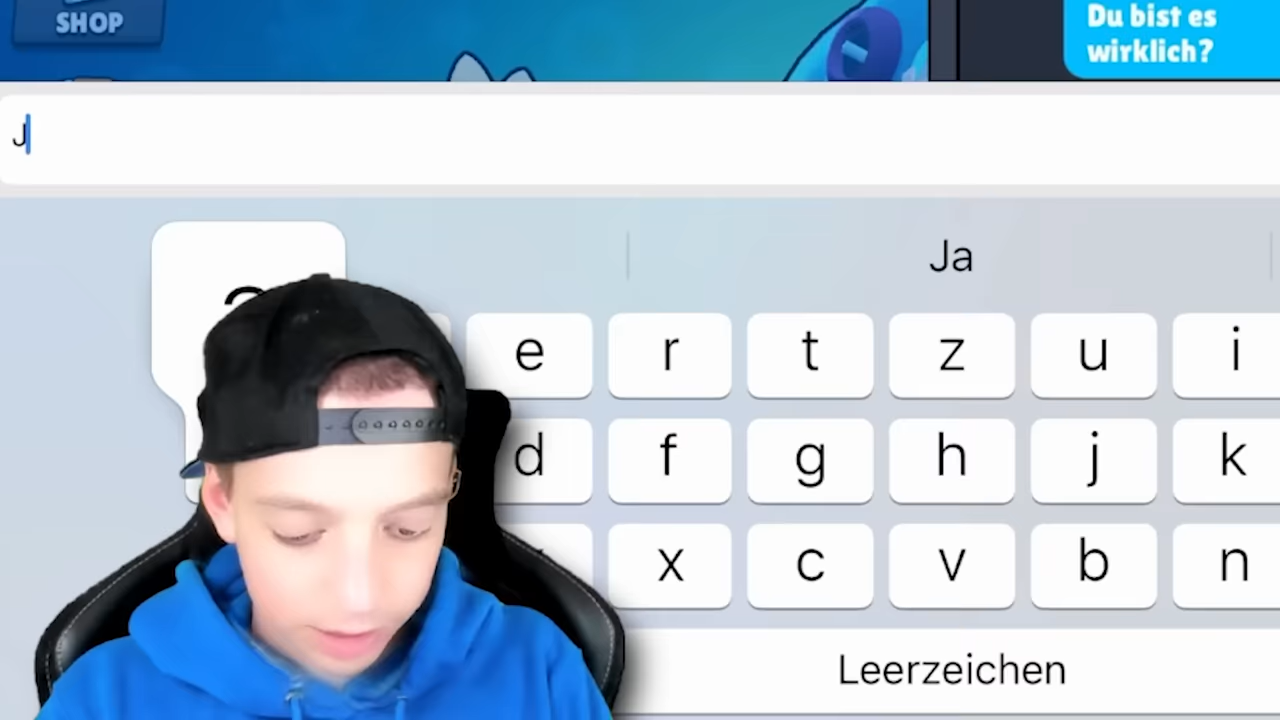 SHOP
Du bist es
wirklich?
J
Ja
e r t z u i
d f g h j k
x c v b n
Leerzeichen